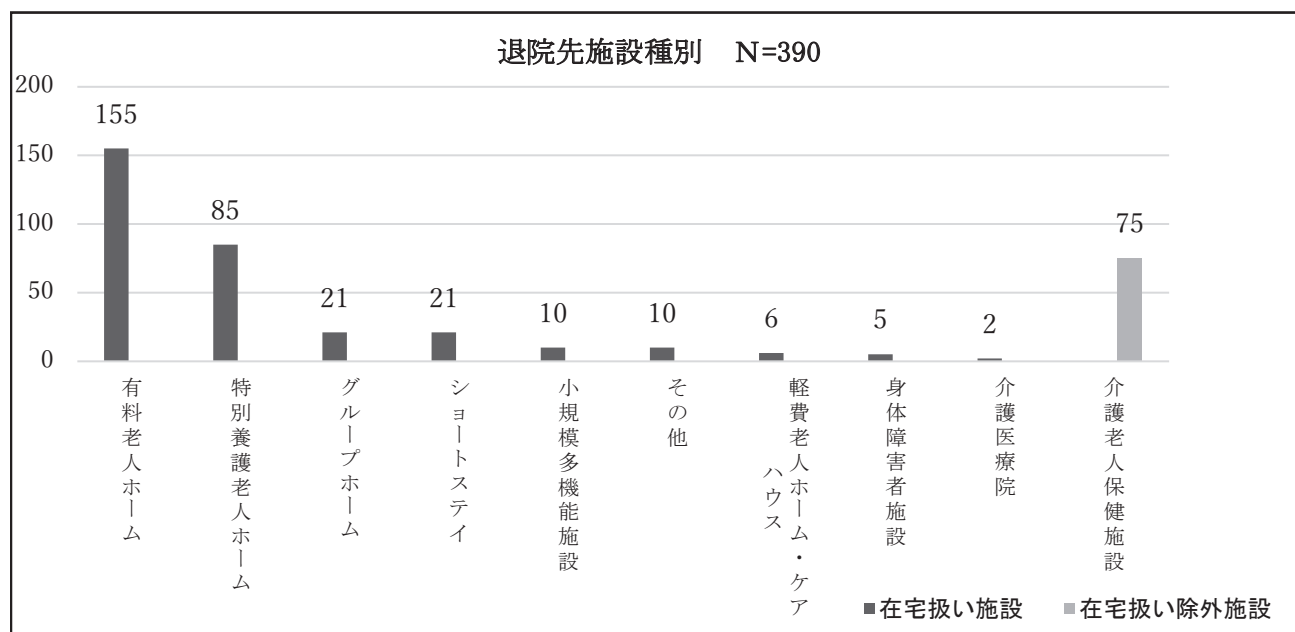 退院先施設種別 N=390
200
150
100
50
0
155
85
21
21
10
10
6
5
2
75
有料老人ホーム
特別養護老人ホーム
グループホーム
ショートステイ
小規模多機能施設
その他
軽費老人ホーム・ケア
ハウス
身体障害者施設
介護医療院
介護老人保健施設
■在宅扱い施設 ■在宅扱い除外施設